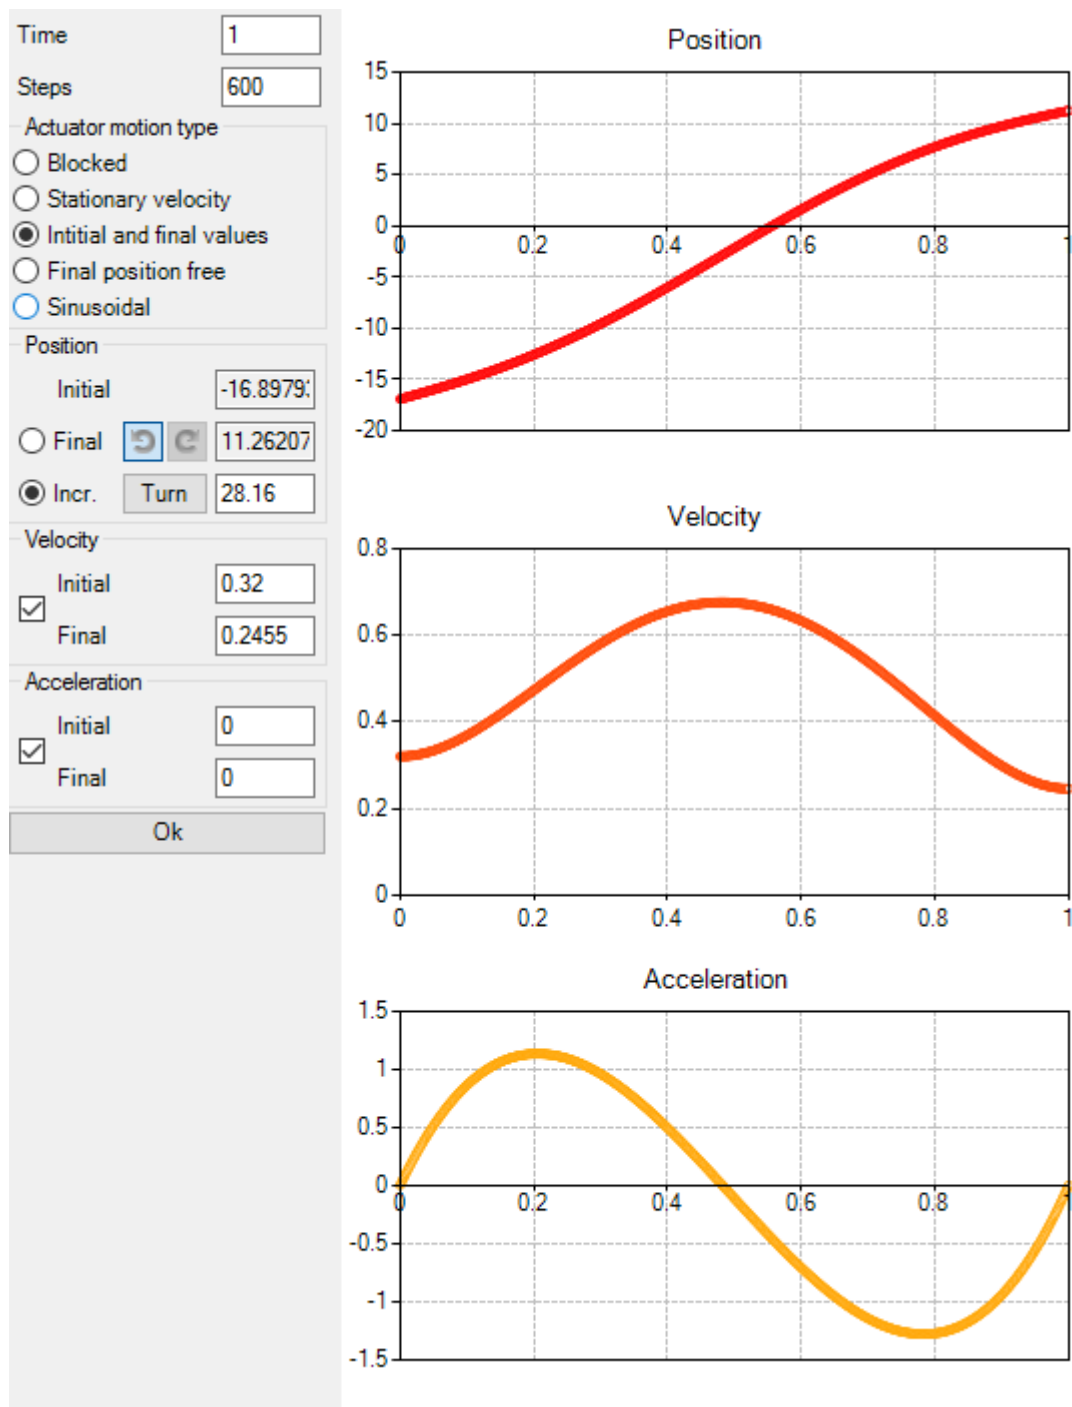 Time 1
Steps 600
Actuator motion type
Blocked
Stationary velocity
Intitial and final values
Final position free
Sinusoidal
Position
Initial -16.8979
Final 11.26207
Incr. Turn 28.16
Velocity
Initial 0.32
Final 0.2455
Acceleration
Initial 0
Final 0
Ok
Position
15
10
5
0
-5
-10
-15
-20
0 0.2 0.4 0.6 0.8 1
Velocity
0.8
0.6
0.4
0.2
0
0 0.2 0.4 0.6 0.8 1
Acceleration
1.5
1
0.5
0
-0.5
-1
-1.5
0 0.2 0.4 0.6 0.8